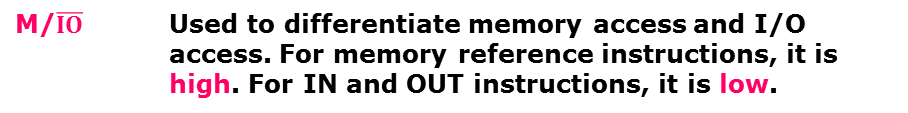 M/I̅O̅ Used to differentiate memory access and I/O
access. For memory reference instructions, it is
high. For IN and OUT instructions, it is low.